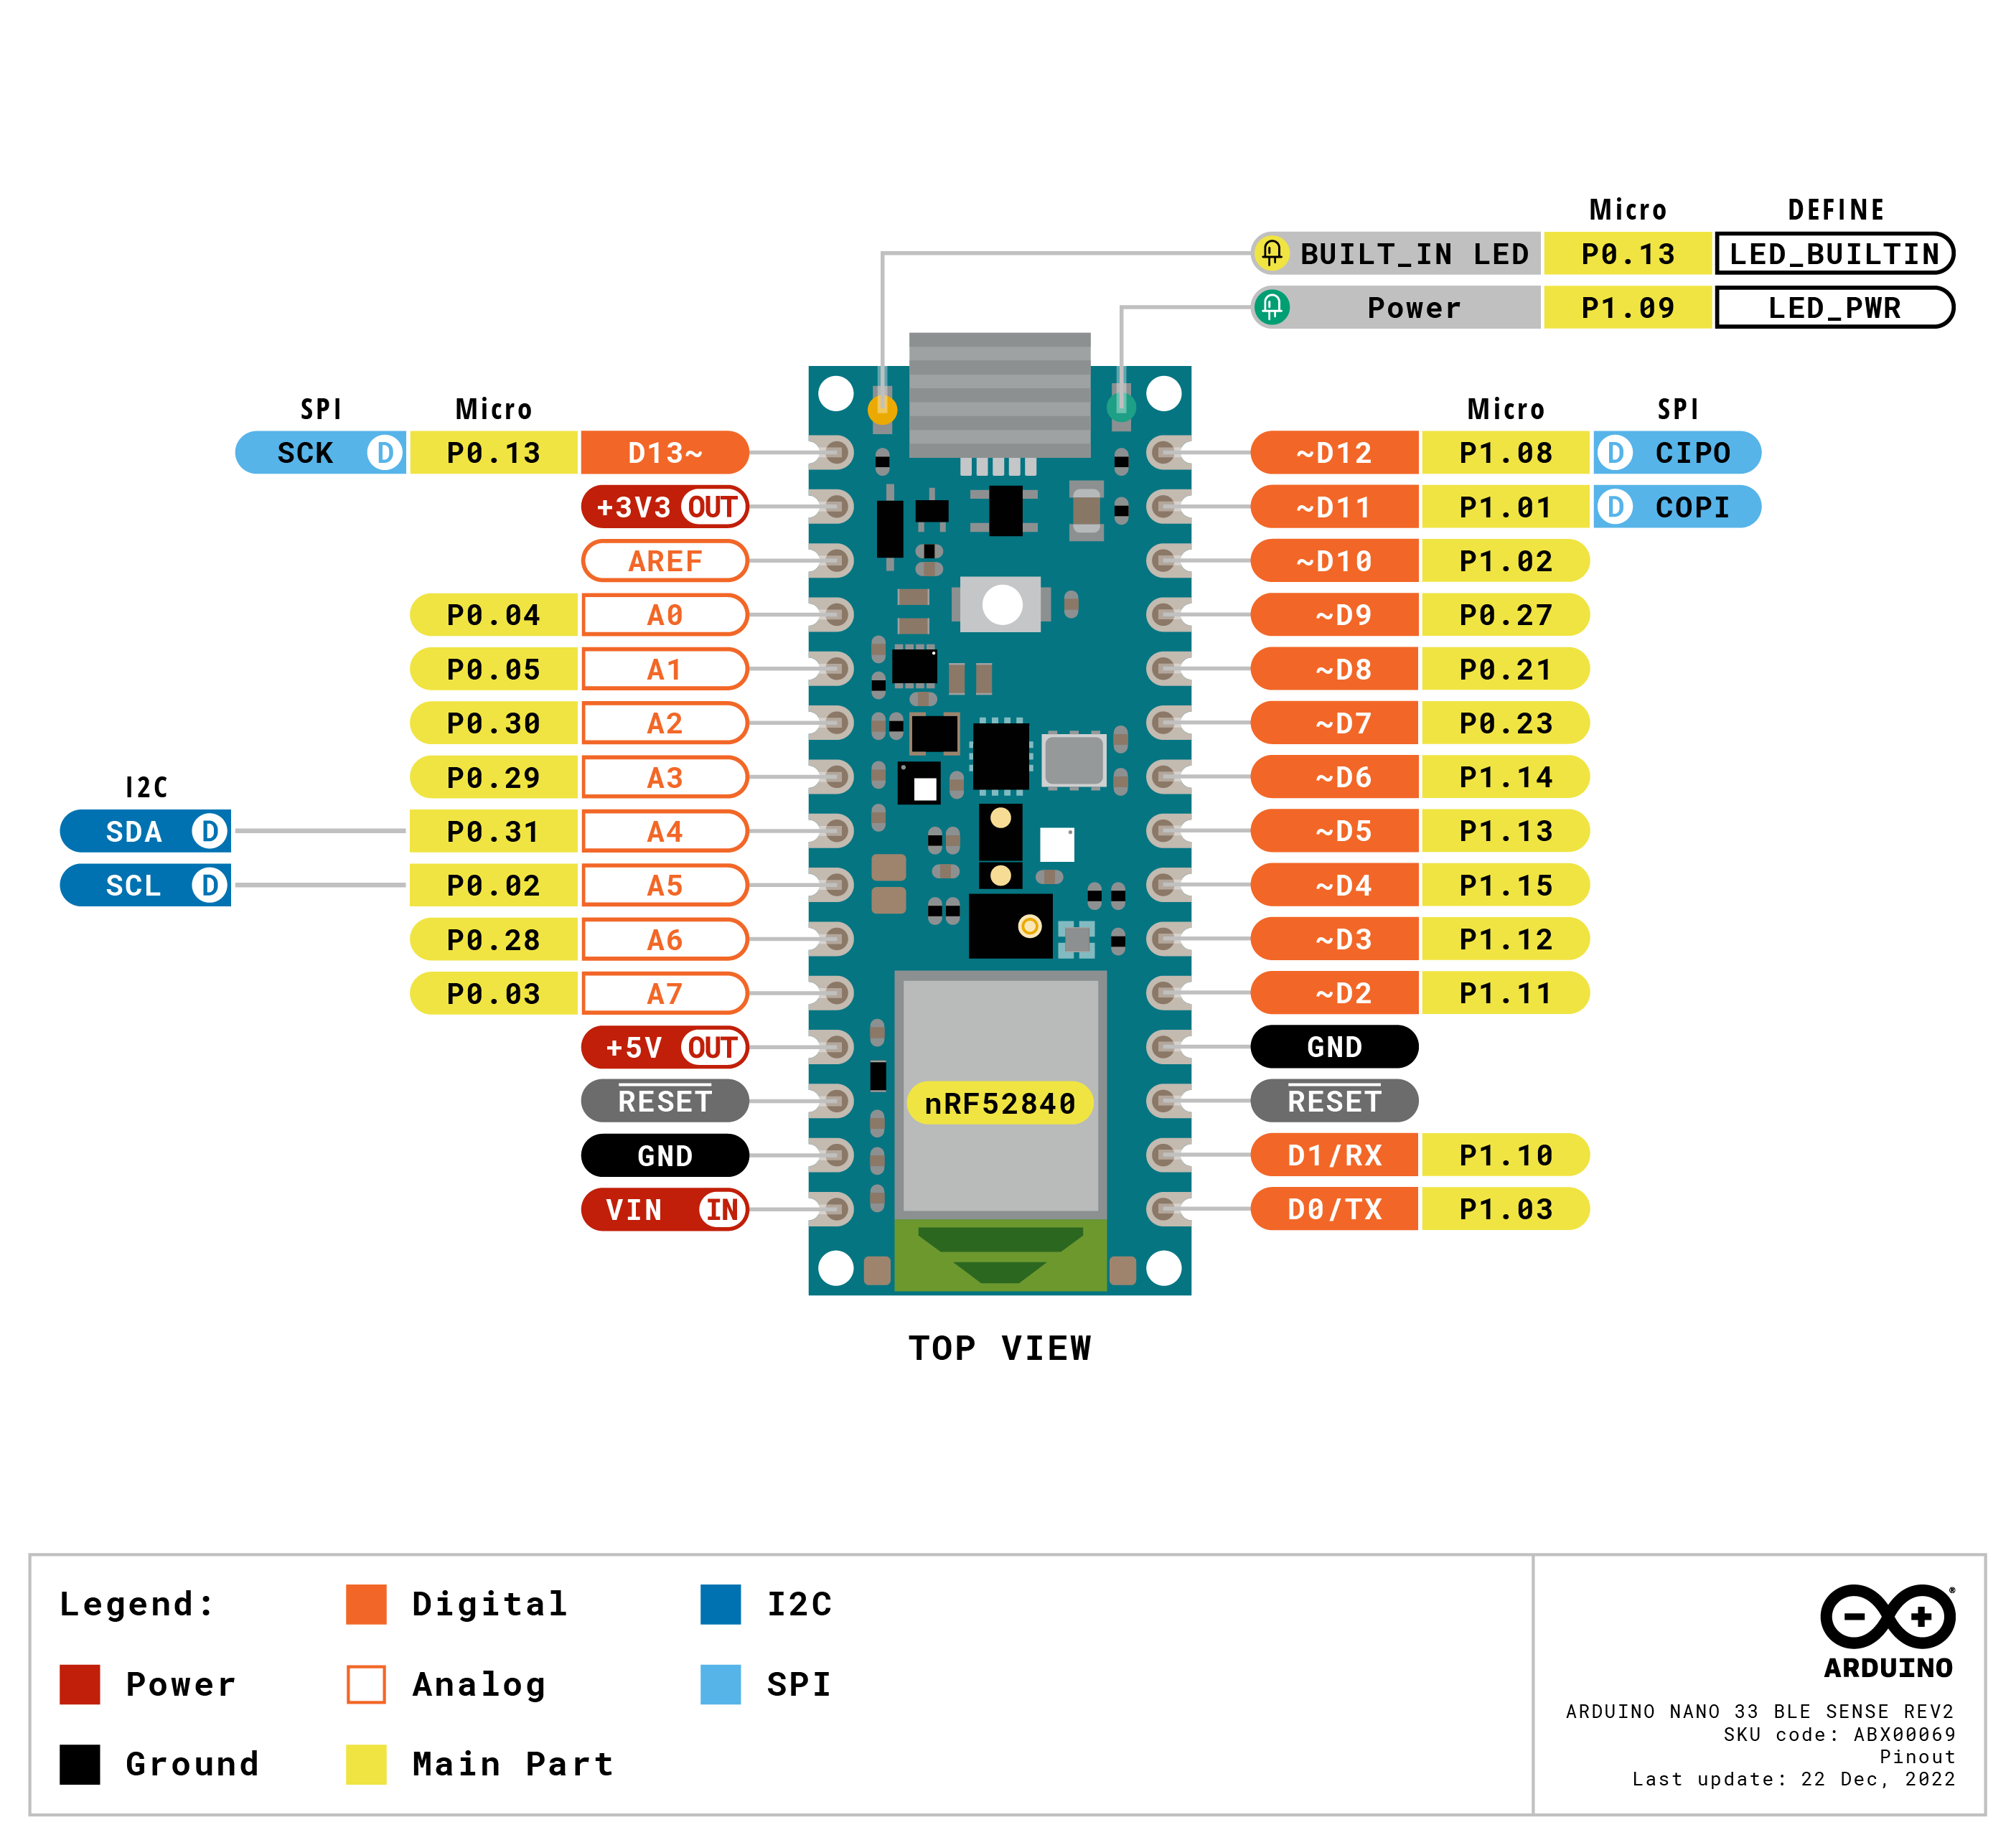 Micro DEFINE
BUILT_IN LED P0.13 LED_BUILTIN
Power P1.09 LED_PWR
SPI Micro
SCK D P0.13 D13~
+3V3 OUT
AREF
P0.04 A0
P0.05 A1
P0.30 A2
P0.29 A3
I2C
SDA D P0.31 A4
SCL D P0.02 A5
P0.28 A6
P0.03 A7
+5V OUT
RESET
GND
VIN IN
Micro SPI
~D12 P1.08 D CIPO
~D11 P1.01 D COPI
~D10 P1.02
~D9 P0.27
~D8 P0.21
~D7 P0.23
~D6 P1.14
~D5 P1.13
~D4 P1.15
~D3 P1.12
~D2 P1.11
GND
RESET
D1/RX P1.10
D0/TX P1.03
nRF52840
TOP VIEW
Legend:
Power
Ground
Digital
Analog
Main Part
I2C
SPI
®
ARDUINO
ARDUINO NANO 33 BLE SENSE REV2
SKU code: ABX00069
Pinout
Last update: 22 Dec, 2022